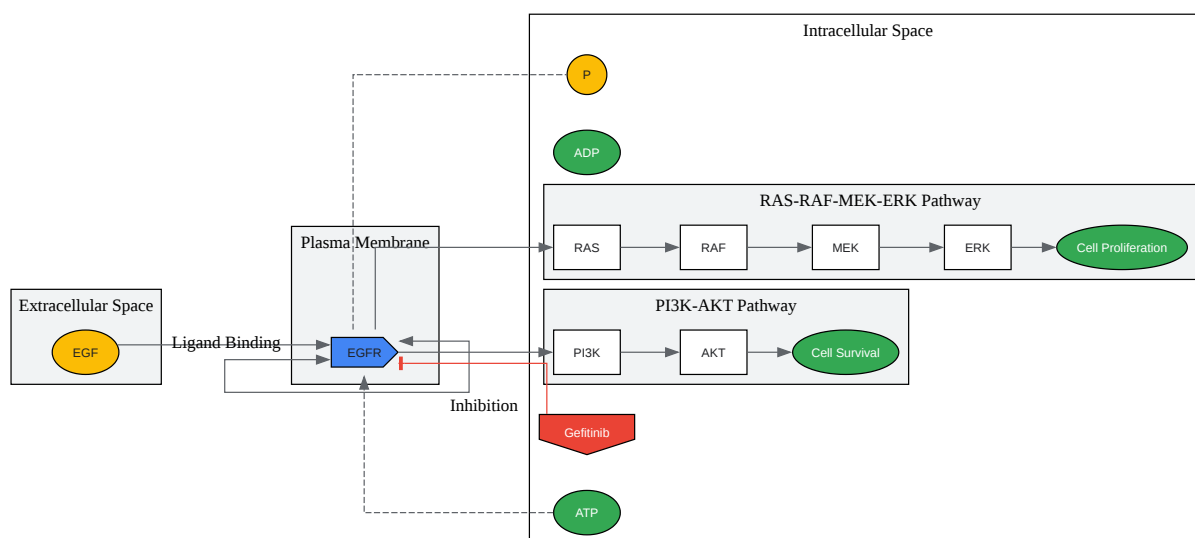 Intracellular Space
P
ADP
RAS-RAF-MEK-ERK Pathway
Plasma Membrane
RAS
RAF
MEK
ERK
Cell Proliferation
Extracellular Space
PI3K-AKT Pathway
Ligand Binding
EGF
EGFR
PI3K
AKT
Cell Survival
Inhibition
Gefitinib
ATP